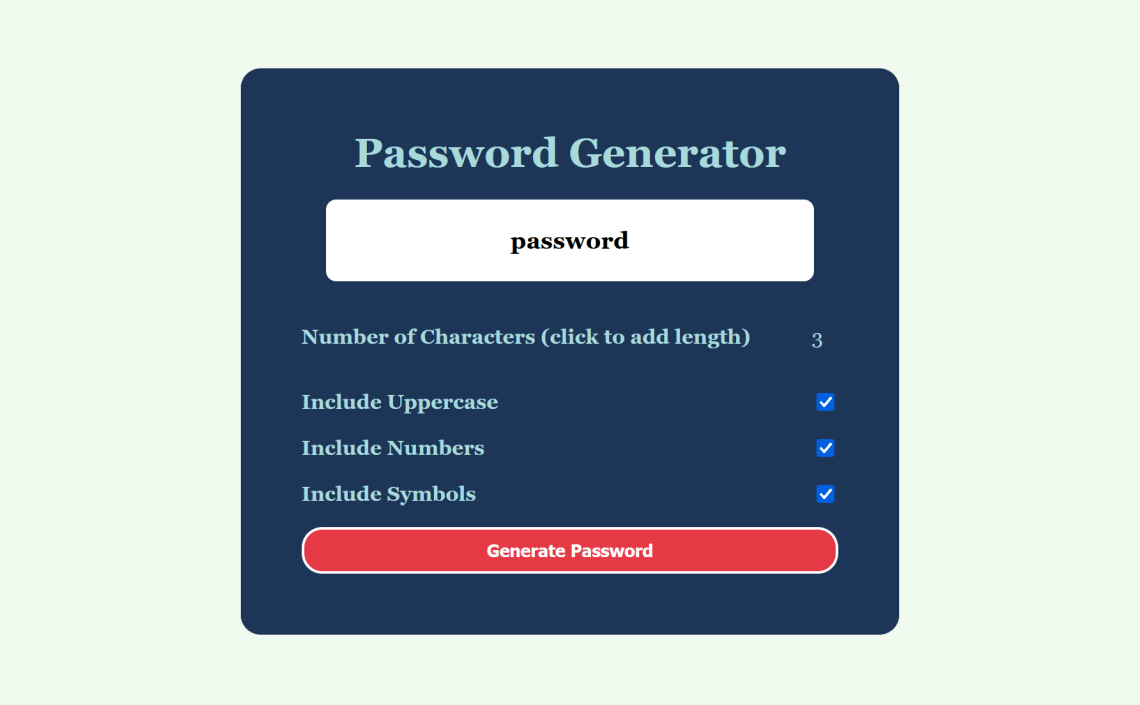 Password Generator
password
Number of Characters (click to add length) 3
Include Uppercase
Include Numbers
Include Symbols
Generate Password